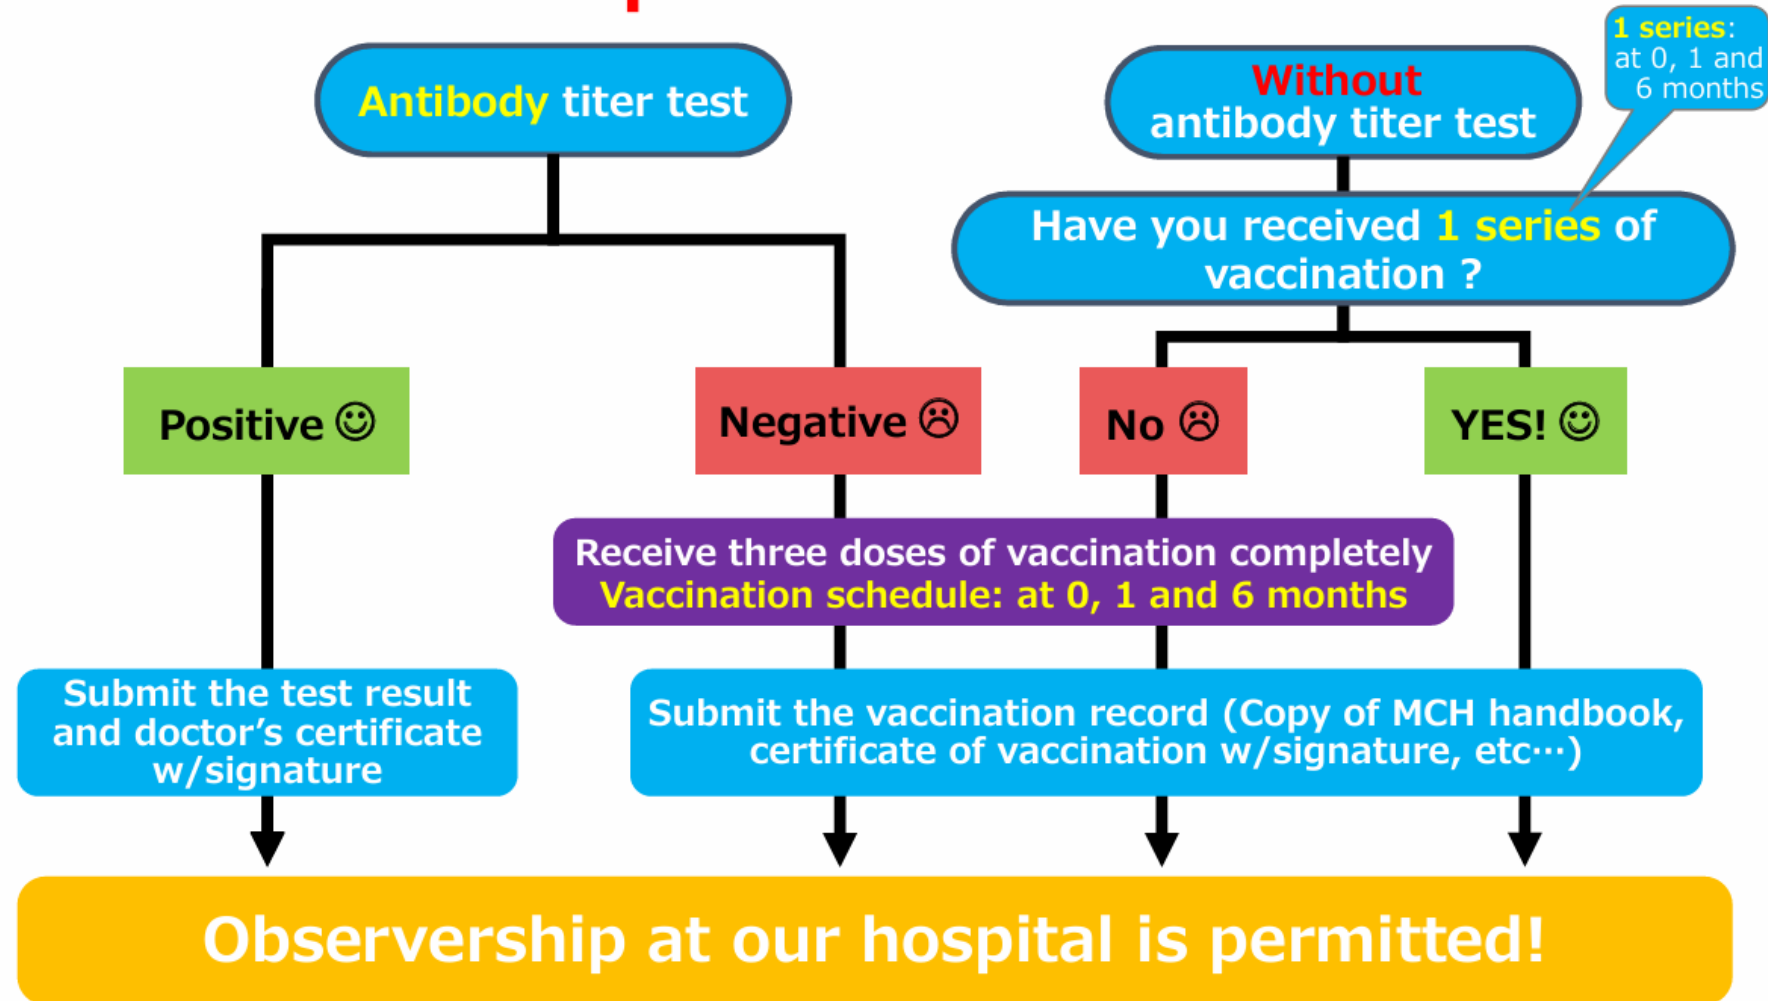 Antibody titer test
Without
antibody titer test
1 series:
at 0, 1 and
6 months
Have you received 1 series of
vaccination ?
Positive ☺
Negative ☹
No ☹
YES! ☺
Receive three doses of vaccination completely
Vaccination schedule: at 0, 1 and 6 months
Submit the test result
and doctor’s certificate
w/signature
Submit the vaccination record (Copy of MCH handbook,
certificate of vaccination w/signature, etc⋯)
Observership at our hospital is permitted!